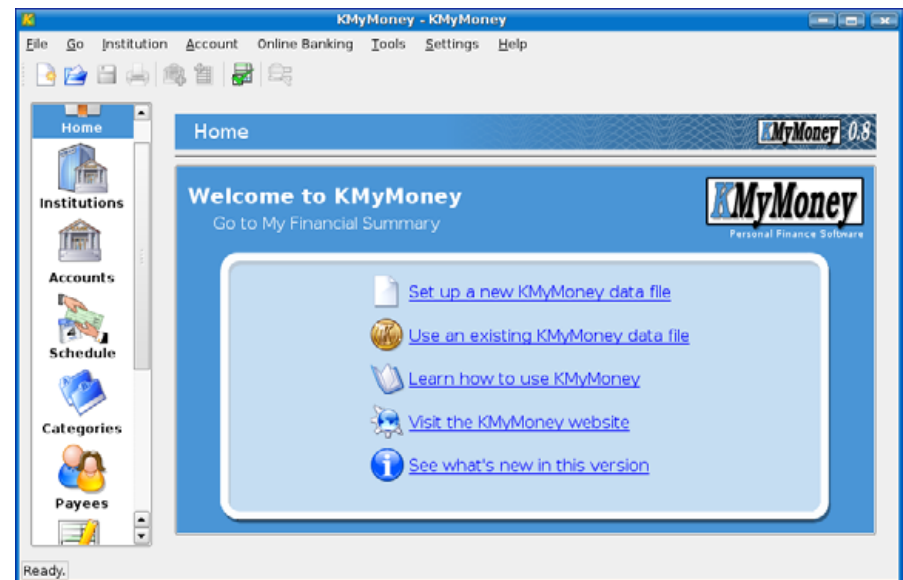 KMyMoney - KMyMoney
File Go Institution Account Online Banking Tools Settings Help
Home
Institutions
Accounts
Schedule
Categories
Payees
Home
KMyMoney 0.8
Welcome to KMyMoney
Go to My Financial Summary
KMyMoney
Personal Finance Software
Set up a new KMyMoney data file
Use an existing KMyMoney data file
Learn how to use KMyMoney
Visit the KMyMoney website
See what's new in this version
Ready.